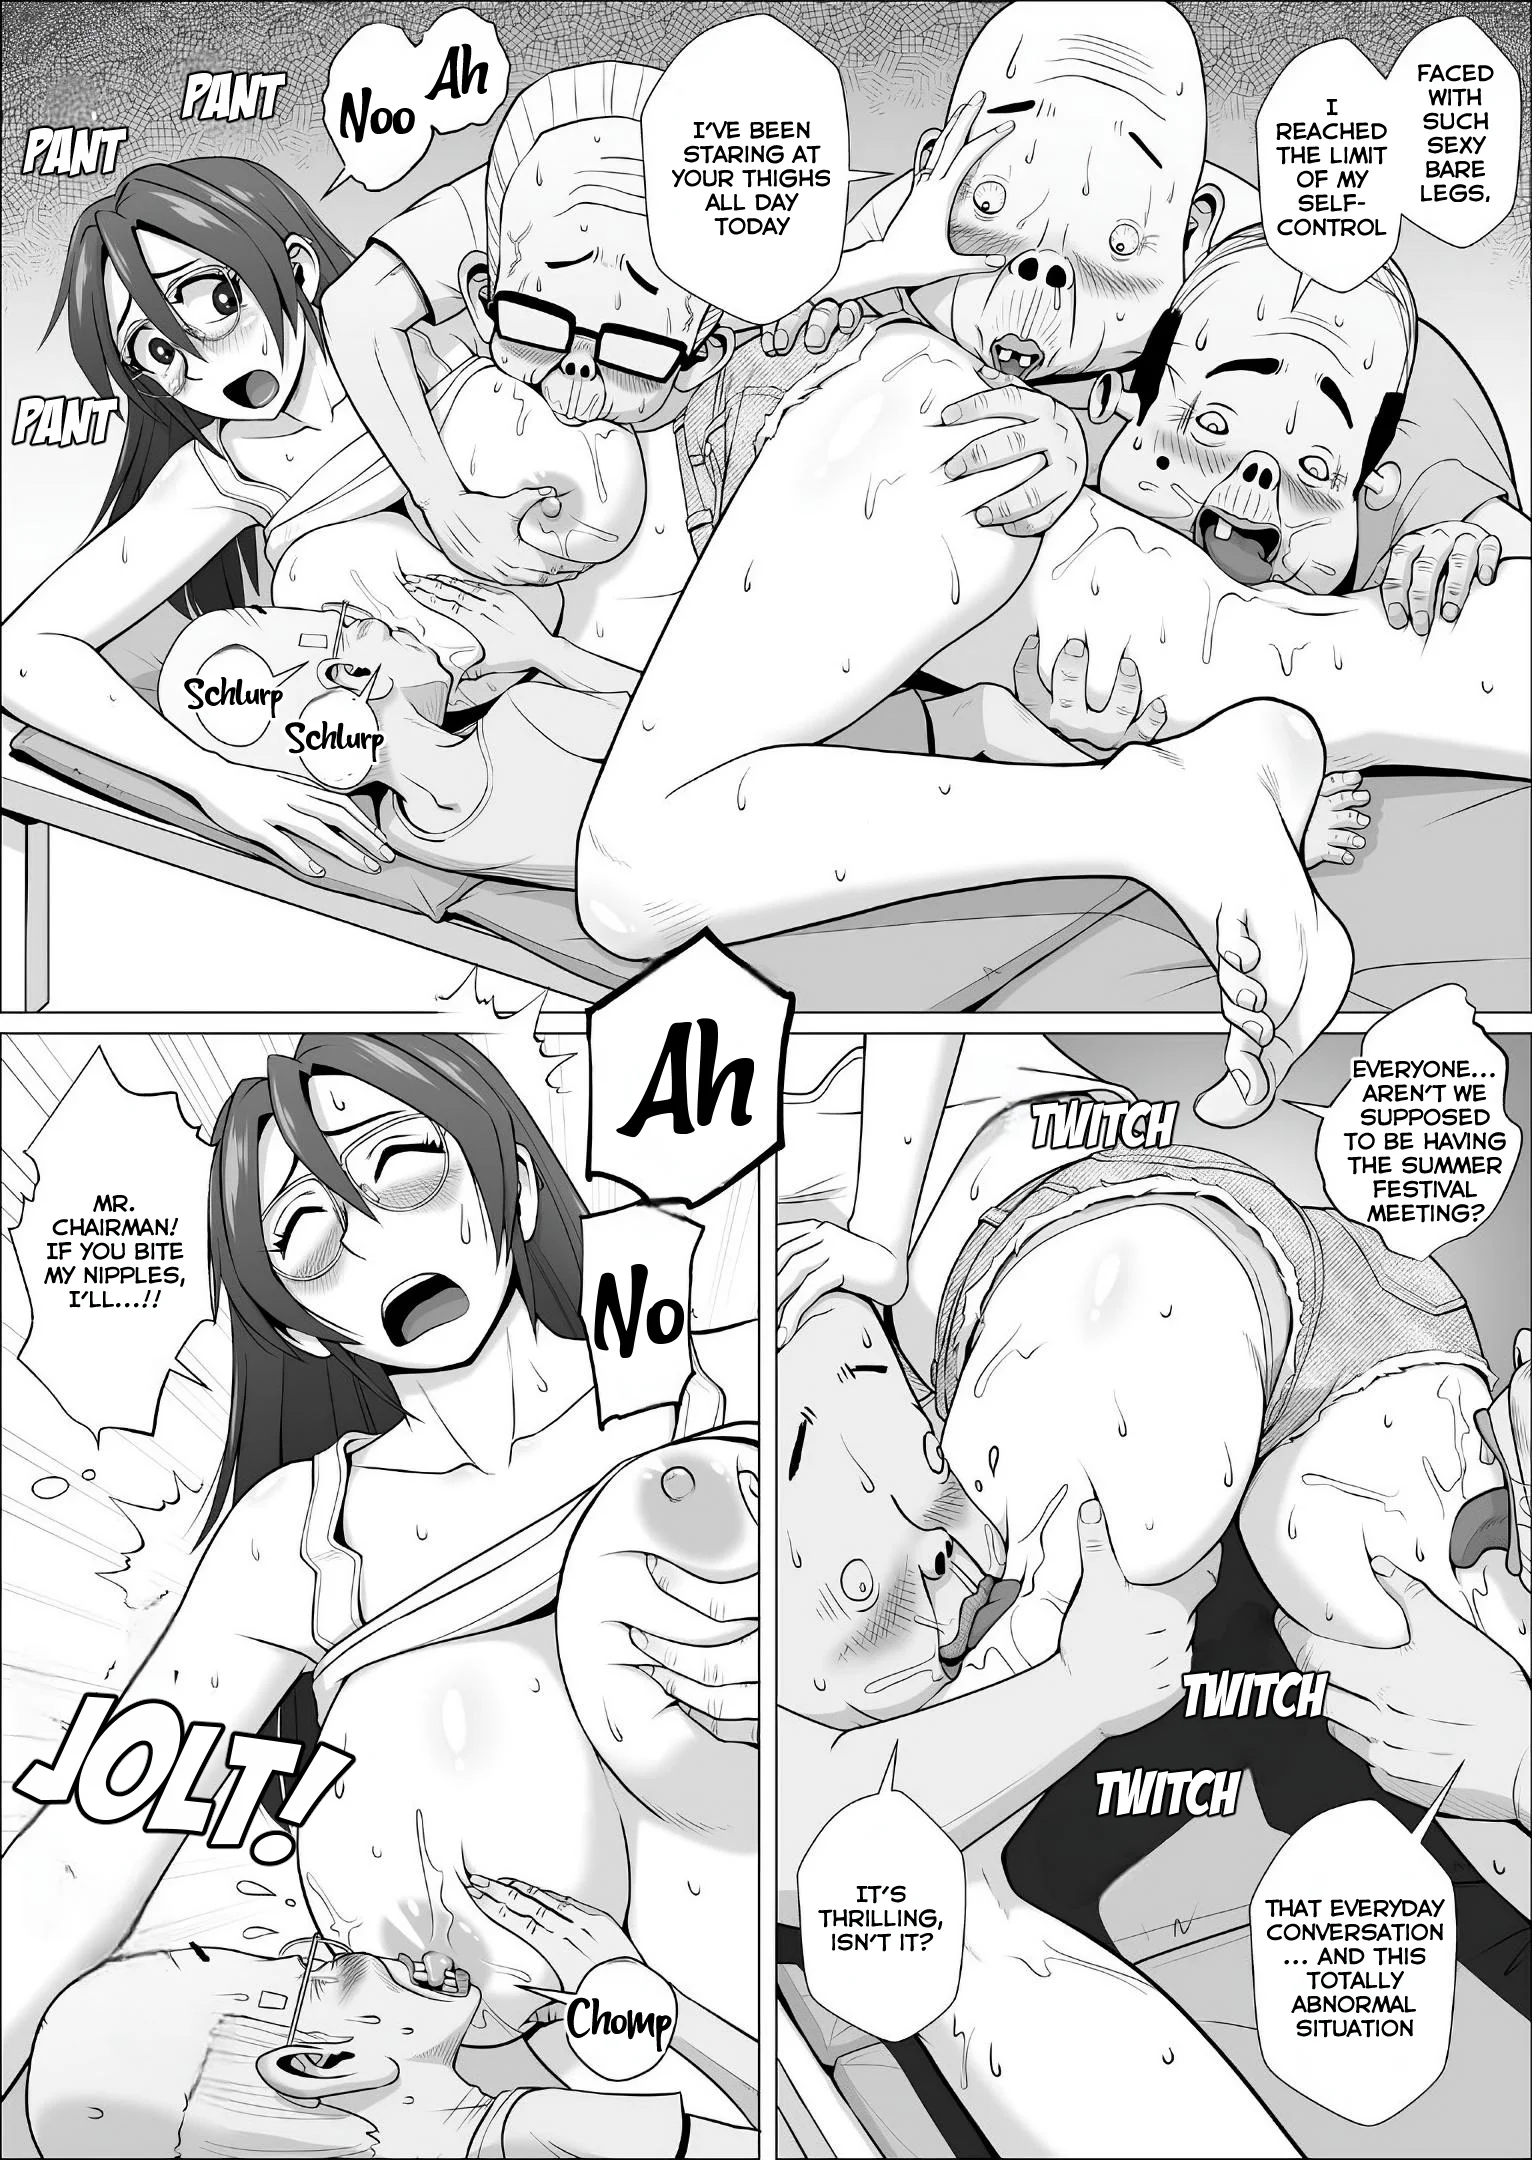 FACED
WITH
SUCH
SEXY
BARE
LEGS,
I
REACHED
THE LIMIT
OF MY
SELF-
CONTROL
I'VE BEEN
STARING AT
YOUR THIGHS
ALL DAY
TODAY
Ah
Noo
PANT
PANT
PANT
Schlurp
Schlurp
EVERYONE...
AREN'T WE
SUPPOSED
TO BE HAVING
THE SUMMER
FESTIVAL
MEETING?
TWITCH
TWITCH
TWITCH
THAT EVERYDAY
CONVERSATION
... AND THIS
TOTALLY
ABNORMAL
SITUATION
IT'S
THRILLING,
ISN'T IT?
Ah
No
MR.
CHAIRMAN!
IF YOU BITE
MY NIPPLES,
I'LL...!!
JOLT!
Chomp